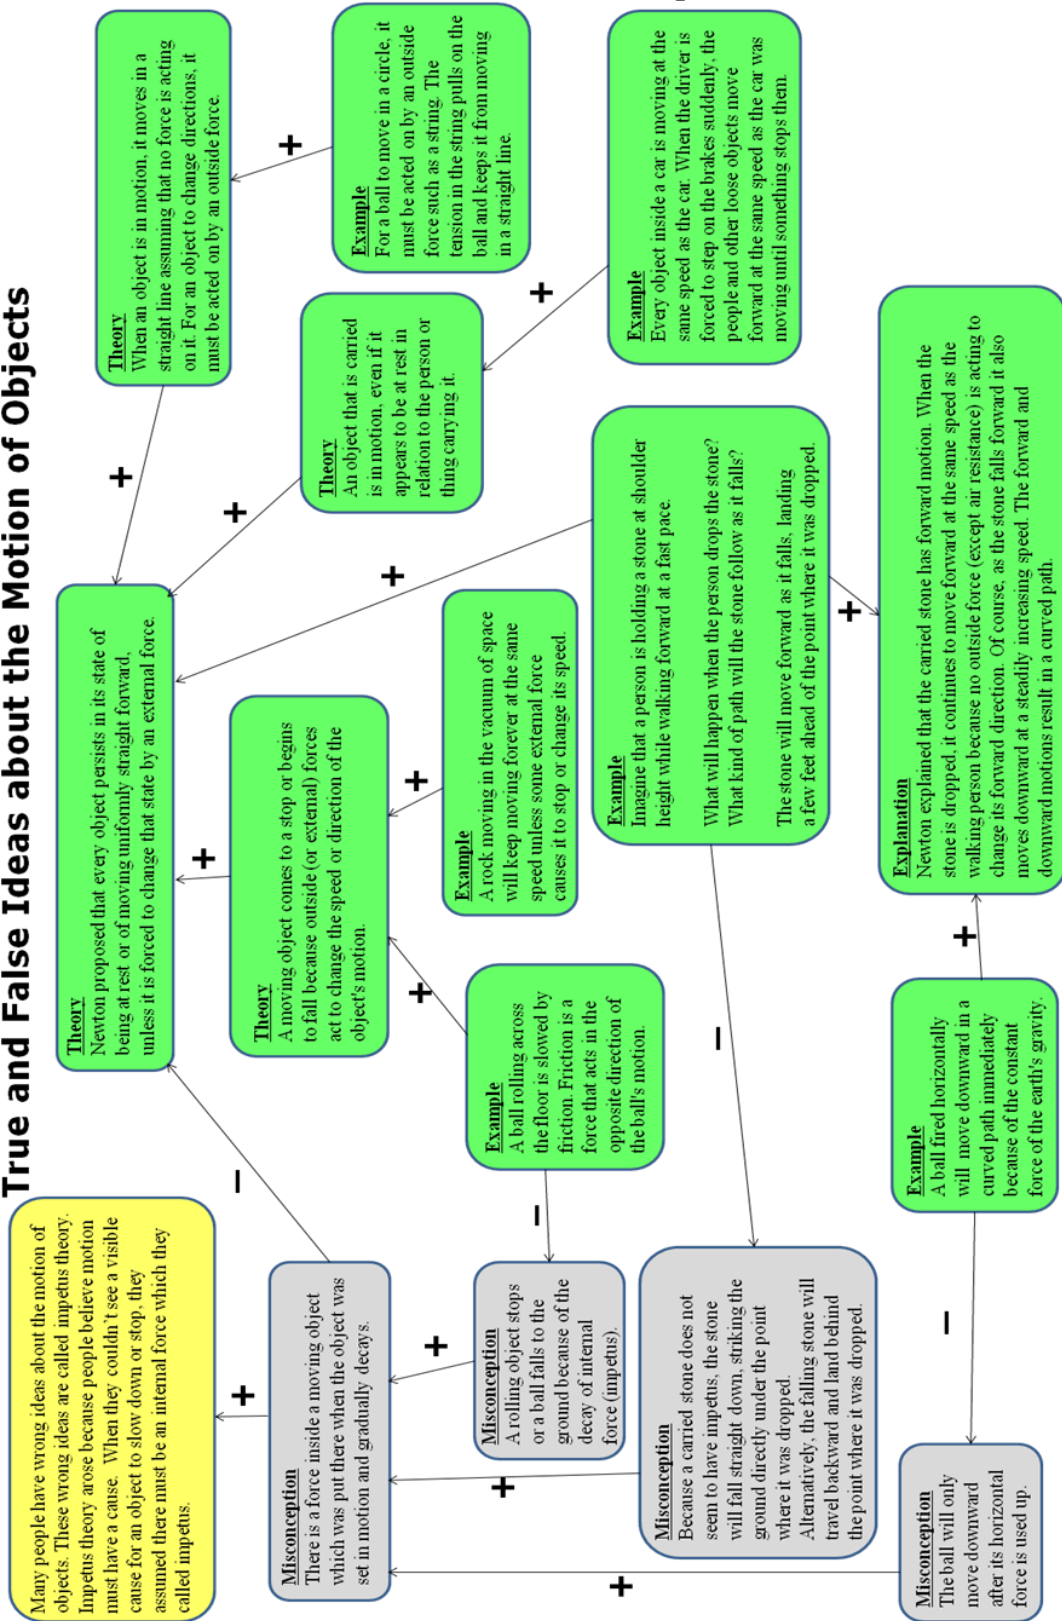 True and False Ideas about the Motion of Objects
Many people have wrong ideas about the motion of
objects. These wrong ideas are called impetus theory.
Impetus theory arose because people believe motion
must have a cause. When they couldn't see a visible
cause for an object to slow down or stop, they
assumed there must be an internal force which they
called impetus.
+
Misconception
There is a force inside a moving object
which was put there when the object was
set in motion and gradually decays.
–
+
Misconception
A rolling object stops
or a ball falls to the
ground because of the
decay of internal
force (impetus).
–
+
Misconception
Because a carried stone does not
seem to have impetus, the stone
will fall straight down, striking the
ground directly under the point
where it was dropped.
Alternatively, the falling stone will
travel backward and land behind
the point where it was dropped.
–
+
Misconception
The ball will only
move downward
after its horizontal
force is used up.
–
Theory
Newton proposed that every object persists in its state of
being at rest or of moving uniformly straight forward,
unless it is forced to change that state by an external force.
+
Theory
A moving object comes to a stop or begins
to fall because outside (or external) forces
act to change the speed or direction of the
object's motion.
+
Example
A ball rolling across
the floor is slowed by
friction. Friction is a
force that acts in the
opposite direction of
the ball's motion.
+
Example
A rock moving in the vacuum of space
will keep moving forever at the same
speed unless some external force
causes it to stop or change its speed.
+
Example
Imagine that a person is holding a stone at shoulder
height while walking forward at a fast pace.
What will happen when the person drops the stone?
What kind of path will the stone follow as it falls?
The stone will move forward as it falls, landing
a few feet ahead of the point where it was dropped.
+
Example
A ball fired horizontally
will move downward in a
curved path immediately
because of the constant
force of the earth's gravity.
+
Explanation
Newton explained that the carried stone has forward motion. When the
stone is dropped, it continues to move forward at the same speed as the
walking person because no outside force (except air resistance) is acting to
change its forward direction. Of course, as the stone falls forward it also
moves downward at a steadily increasing speed. The forward and
downward motions result in a curved path.
+
Theory
When an object is in motion, it moves in a
straight line assuming that no force is acting
on it. For an object to change directions, it
must be acted on by an outside force.
+
Example
For a ball to move in a circle, it
must be acted on by an outside
force such as a string. The
tension in the string pulls on the
ball and keeps it from moving
in a straight line.
+
Theory
An object that is carried
is in motion, even if it
appears to be at rest in
relation to the person or
thing carrying it.
+
Example
Every object inside a car is moving at the
same speed as the car. When the driver is
forced to step on the brakes suddenly, the
people and other loose objects move
forward at the same speed as the car was
moving until something stops them.
+